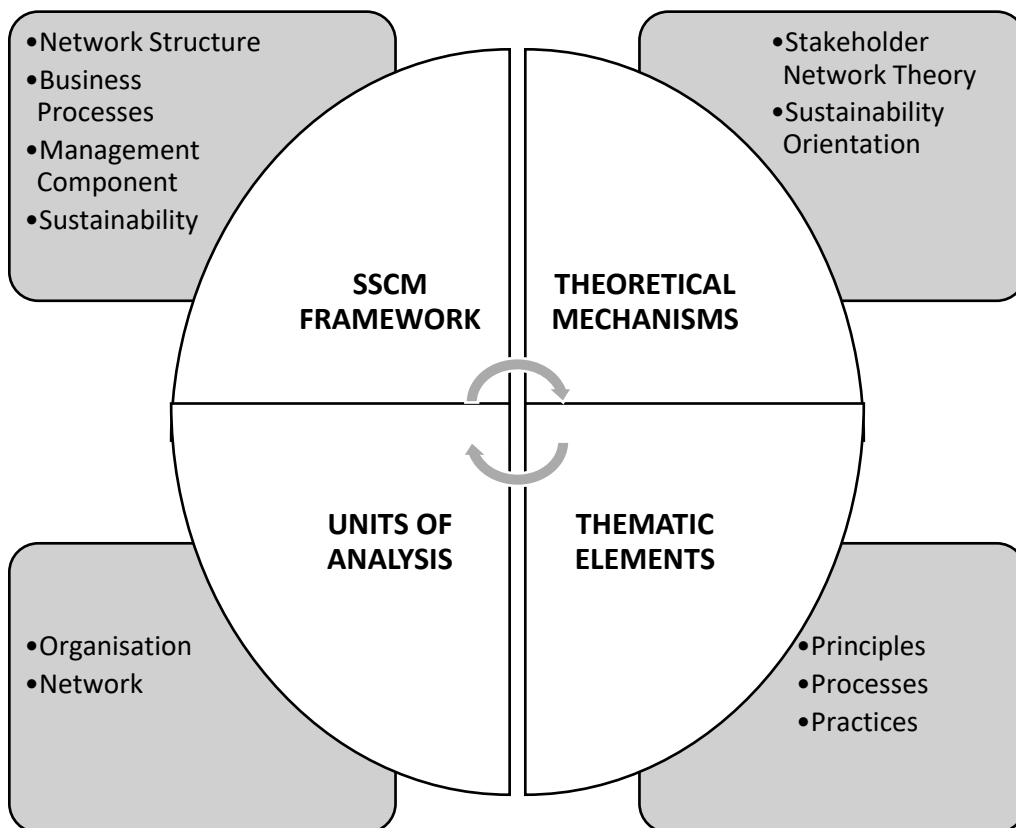 •Network Structure
•Business
Processes
•Management
Component
•Sustainability
•Stakeholder
Network Theory
•Sustainability
Orientation
SSCM
FRAMEWORK
THEORETICAL
MECHANISMS
UNITS OF
ANALYSIS
THEMATIC
ELEMENTS
•Organisation
•Network
•Principles
•Processes
•Practices